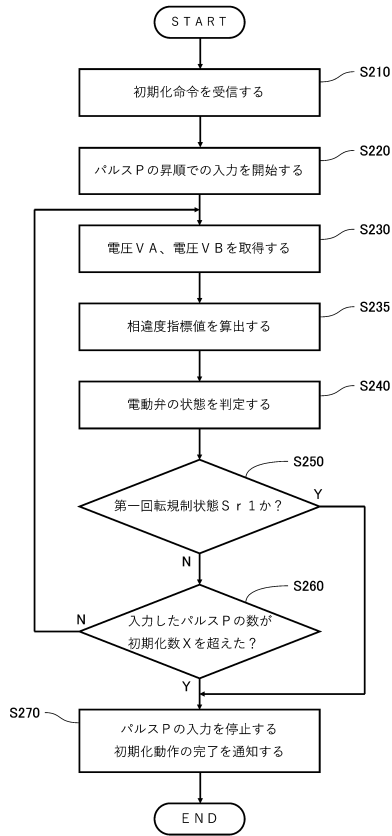 ＳＴＡＲＴ
S210
初期化命令を受信する
S220
パルスＰの昇順での入力を開始する
S230
電圧ＶＡ、電圧ＶＢを取得する
S235
相違度指標値を算出する
S240
電動弁の状態を判定する
S250
第一回転規制状態Ｓｒ１か？
Y
N
S260
入力したパルスＰの数が
初期化数Ｘを超えた？
N
Y
S270
パルスＰの入力を停止する
初期化動作の完了を通知する
ＥＮＤ